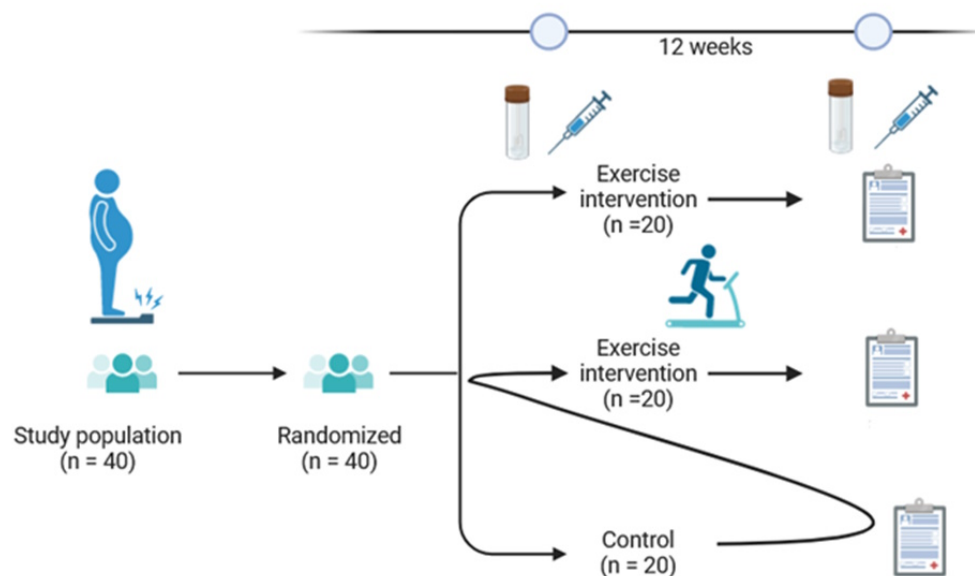 12 weeks
Exercise
intervention
(n =20)
Exercise
intervention
(n =20)
Study population
(n = 40)
Randomized
(n = 40)
Control
(n = 20)